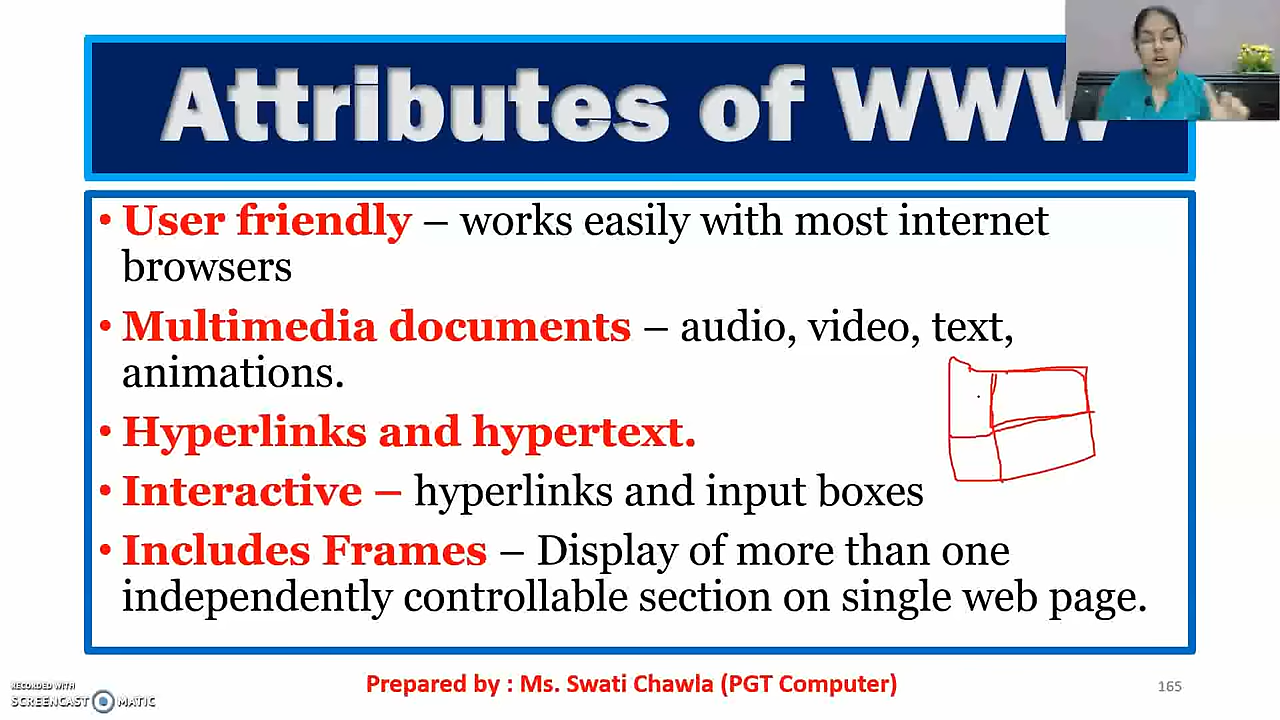 Attributes of WWW
• User friendly – works easily with most internet
browsers
• Multimedia documents – audio, video, text,
animations.
• Hyperlinks and hypertext.
• Interactive – hyperlinks and input boxes
• Includes Frames – Display of more than one
independently controllable section on single web page.
Prepared by : Ms. Swati Chawla (PGT Computer)
165
RECORDED WITH
SCREENCAST MATIC